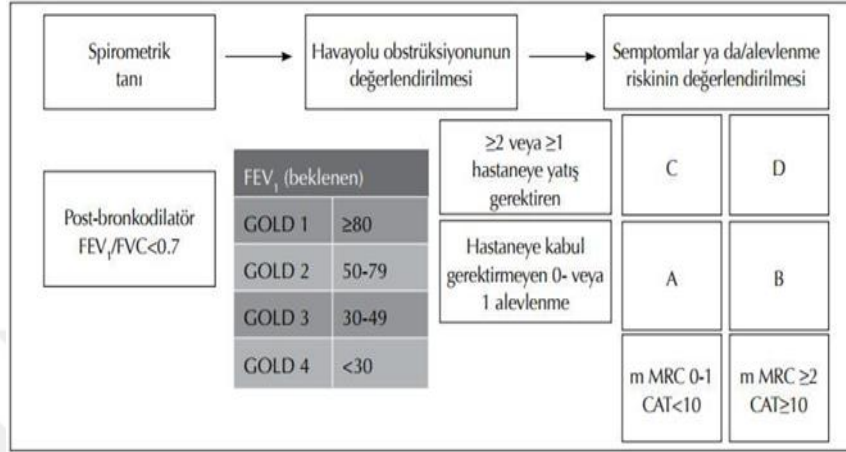 Spirometrik
tanı
Havayolu obstrüksiyonunun
değerlendirilmesi
Semptomlar ya da/alevlenme
riskinin değerlendirilmesi
Post-bronkodilatör
FEV1/FVC<0.7
FEV1 (beklenen)
GOLD 1 ≥80
GOLD 2 50-79
GOLD 3 30-49
GOLD 4 <30
≥2 veya ≥1
hastaneye yatış
gerektiren
Hastaneye kabul
gerektirmeyen 0- veya
1 alevlenme
C D
A B
m MRC 0-1
CAT<10
m MRC ≥2
CAT≥10